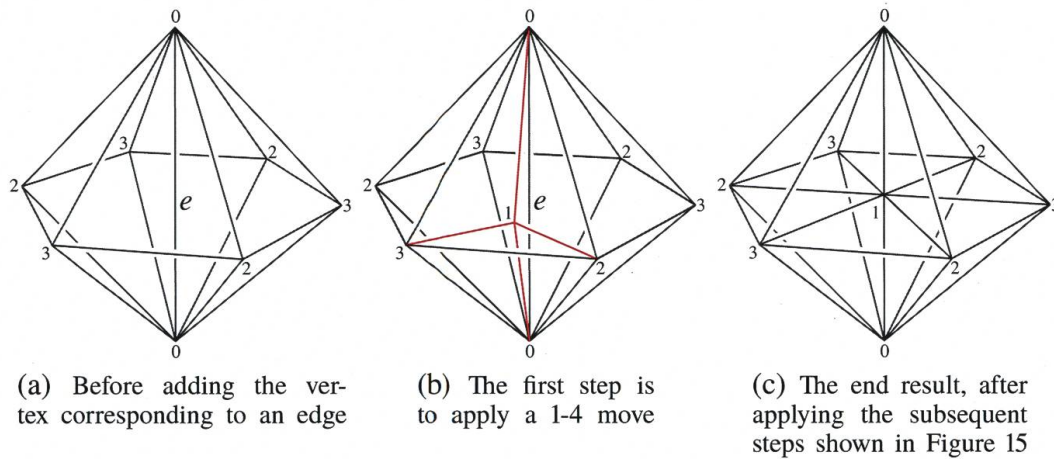 0
0
0
3
2
2
e
3
3
2
0
3
2
2
1
e
3
3
2
0
3
2
2
1
3
3
2
0
(a) Before adding the ver-
tex corresponding to an edge
(b) The first step is
to apply a 1-4 move
(c) The end result, after
applying the subsequent
steps shown in Figure 15